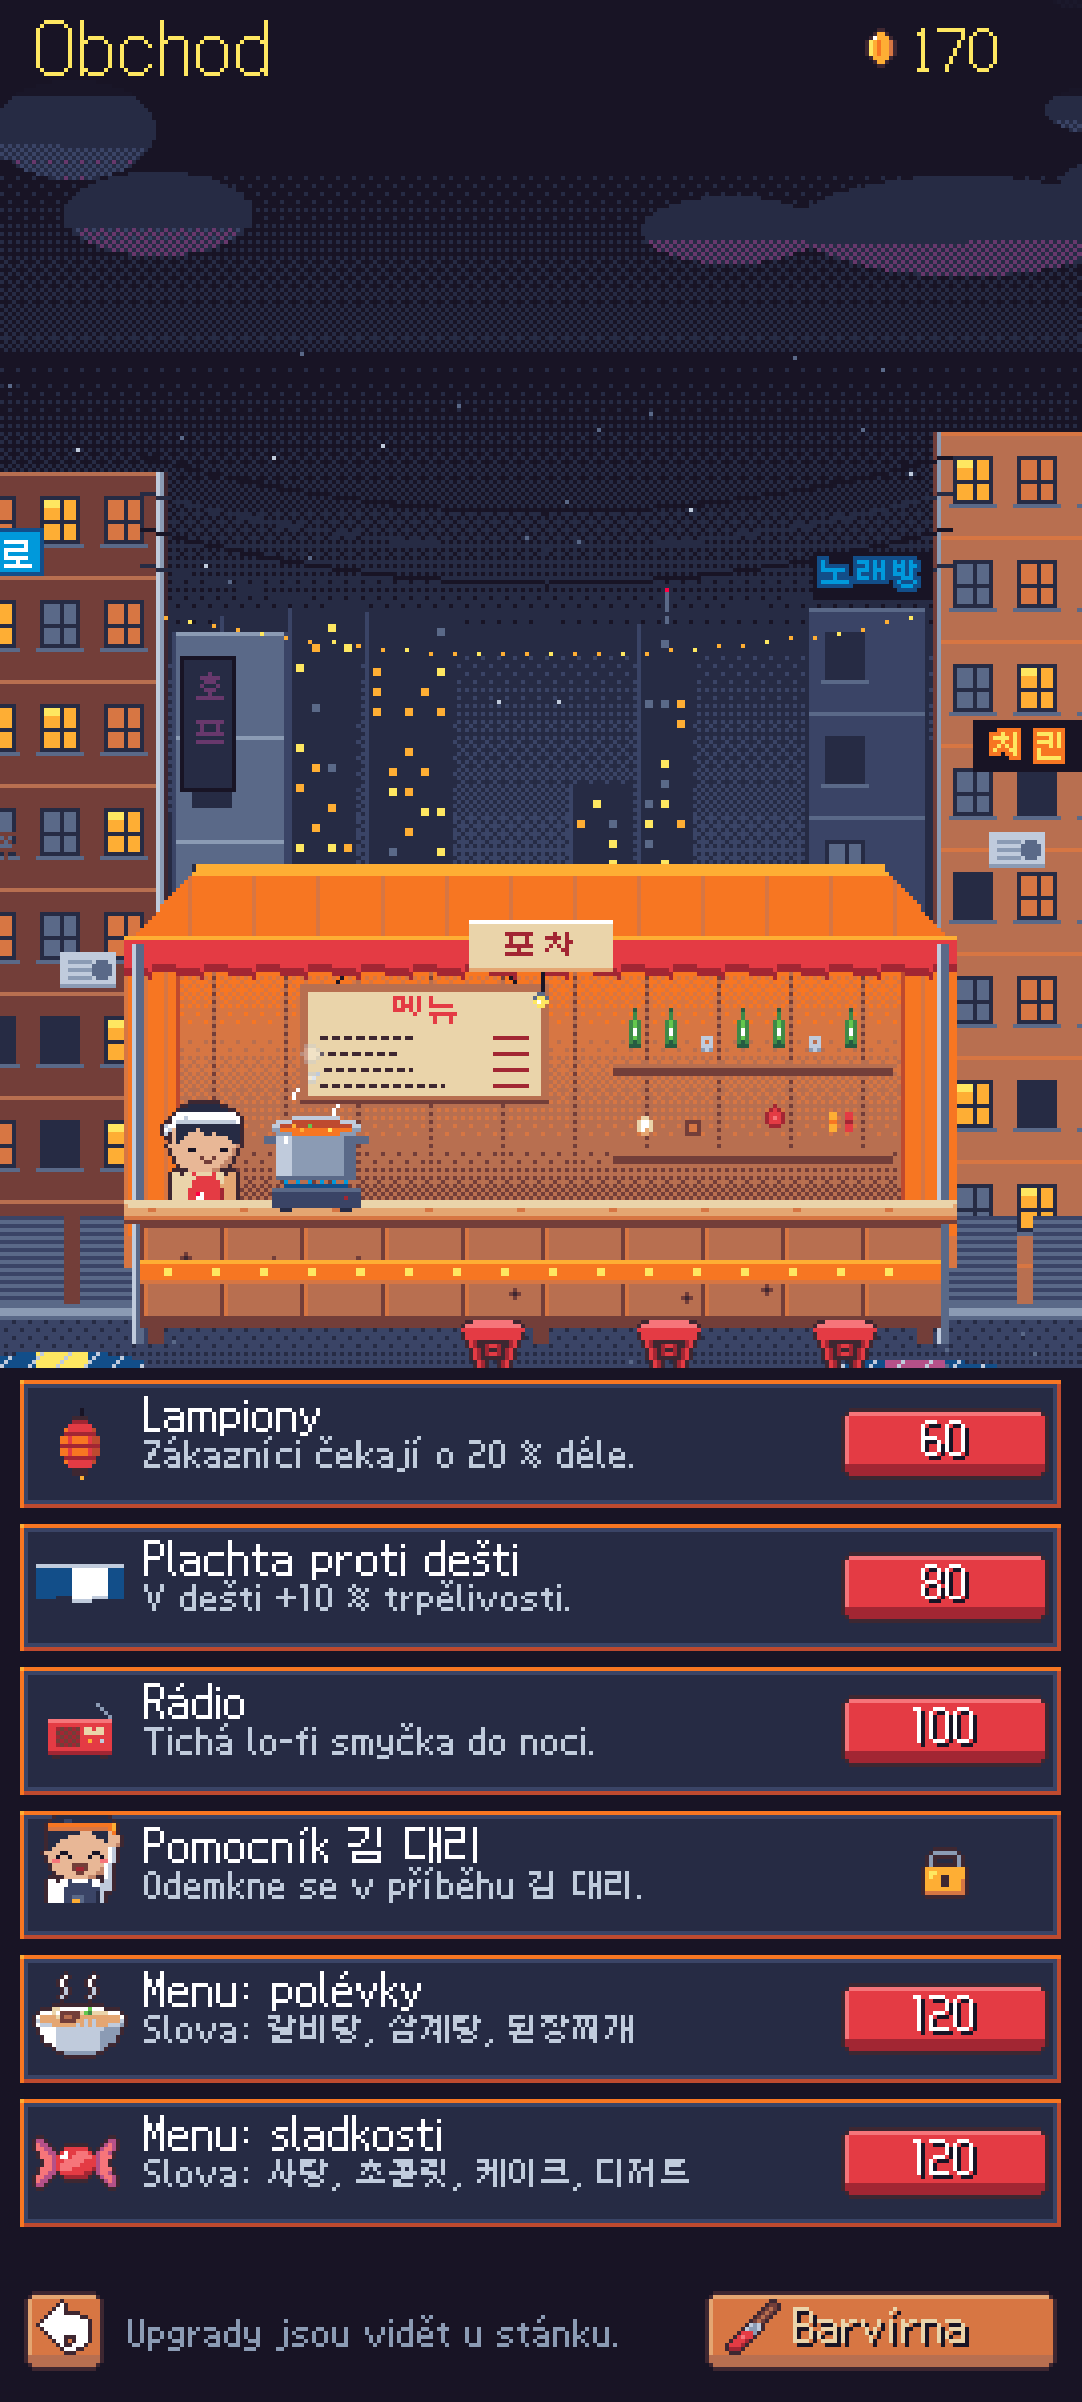 Obchod
170
로
노래방
호프
치킨
포차
메뉴
Lampiony
Zákazníci čekají o 20 % déle.
60
Plachta proti dešti
V dešti +10 % trpělivosti.
80
Rádio
Tichá lo-fi smyčka do noci.
100
Pomocník 김 대리
Odemkne se v příběhu 김 대리.
Menu: polévky
Slova: 갈비탕, 삼계탕, 된장찌개
120
Menu: sladkosti
Slova: 사탕, 초콜릿, 케이크, 디저트
120
Upgrady jsou vidět u stánku.
Barvírna